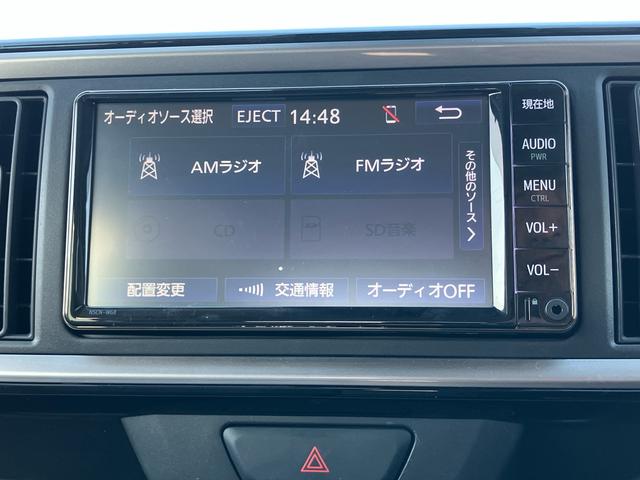 オーディオソース選択 EJECT 14:48
現在地
AUDIO
PWR
AMラジオ FMラジオ
その他のソース
MENU
CTRL
CD SD音楽
VOL+
VOL-
配置変更 交通情報 オーディオOFF
NSCN-W68